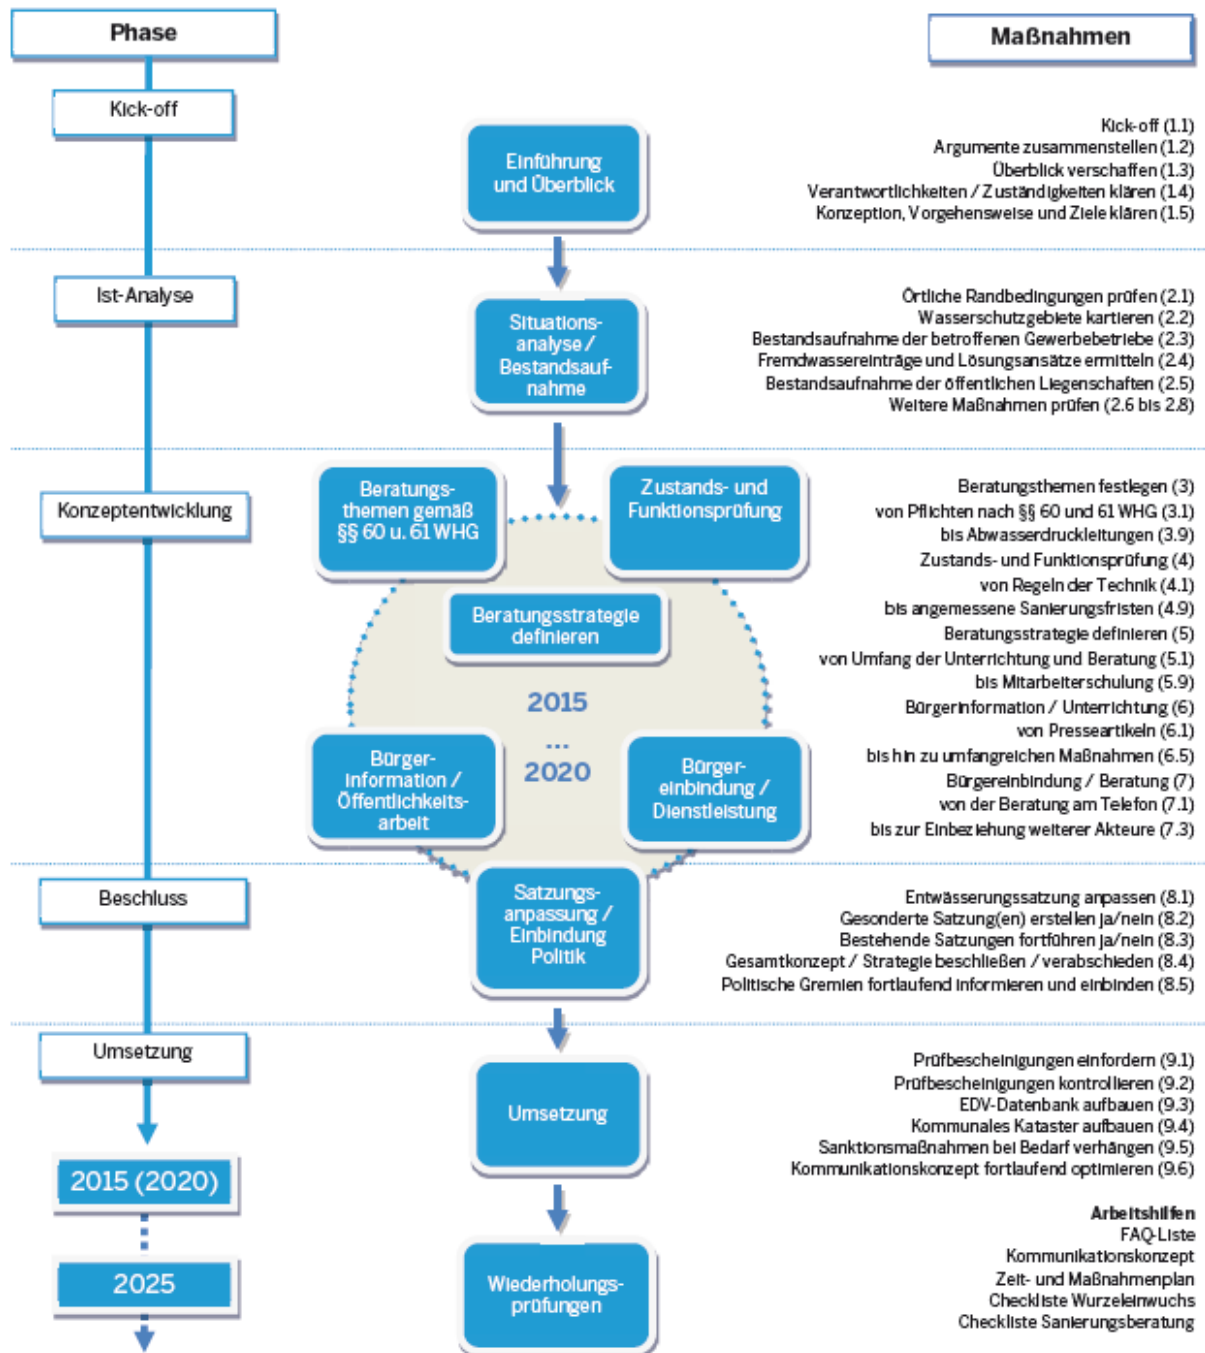 Phase
Maßnahmen
Kick-off
Einführung
und Überblick
Kick-off (1.1)
Argumente zusammenstellen (1.2)
Überblick verschaffen (1.3)
Verantwortlichkeiten / Zuständigkeiten klären (1.4)
Konzeption, Vorgehensweise und Ziele klären (1.5)
Ist-Analyse
Situations-
analyse /
Bestandsauf-
nahme
Örtliche Randbedingungen prüfen (2.1)
Wasserschutzgebiete kartieren (2.2)
Bestandsaufnahme der betroffenen Gewerbebetriebe (2.3)
Fremdwassereinträge und Lösungsansätze ermitteln (2.4)
Bestandsaufnahme der öffentlichen Liegenschaften (2.5)
Weitere Maßnahmen prüfen (2.6 bis 2.8)
Konzeptentwicklung
Beratungs-
themen gemäß
§§ 60 u. 61 WHG
Zustands- und
Funktionsprüfung
Beratungsstrategie
definieren
2015
...
2020
Bürger-
information /
Öffentlichkeits-
arbeit
Bürger-
einbindung /
Dienstleistung
Beratungsthemen festlegen (3)
von Pflichten nach §§ 60 und 61 WHG (3.1)
bis Abwasserdruckleitungen (3.9)
Zustands- und Funktionsprüfung (4)
von Regeln der Technik (4.1)
bis angemessene Sanierungsfristen (4.9)
Beratungsstrategie definieren (5)
von Umfang der Unterrichtung und Beratung (5.1)
bis Mitarbeiterschulung (5.9)
Bürgerinformation / Unterrichtung (6)
von Presseartikeln (6.1)
bis hin zu umfangreichen Maßnahmen (6.5)
Bürgereinbindung / Beratung (7)
von der Beratung am Telefon (7.1)
bis zur Einbeziehung weiterer Akteure (7.3)
Beschluss
Satzungs-
anpassung /
Einbindung
Politik
Entwässerungssatzung anpassen (8.1)
Gesonderte Satzung(en) erstellen ja/nein (8.2)
Bestehende Satzungen fortführen ja/nein (8.3)
Gesamtkonzept / Strategie beschließen / verabschieden (8.4)
Politische Gremien fortlaufend informieren und einbinden (8.5)
Umsetzung
Umsetzung
Prüfbescheinigungen einfordern (9.1)
Prüfbescheinigungen kontrollieren (9.2)
EDV-Datenbank aufbauen (9.3)
Kommunales Kataster aufbauen (9.4)
Sanktionsmaßnahmen bei Bedarf verhängen (9.5)
Kommunikationskonzept fortlaufend optimieren (9.6)
2015 (2020)
2025
Wiederholungs-
prüfungen
Arbeitshilfen
FAQ-Liste
Kommunikationskonzept
Zeit- und Maßnahmenplan
Checkliste Wurzeleinwuchs
Checkliste Sanierungsberatung